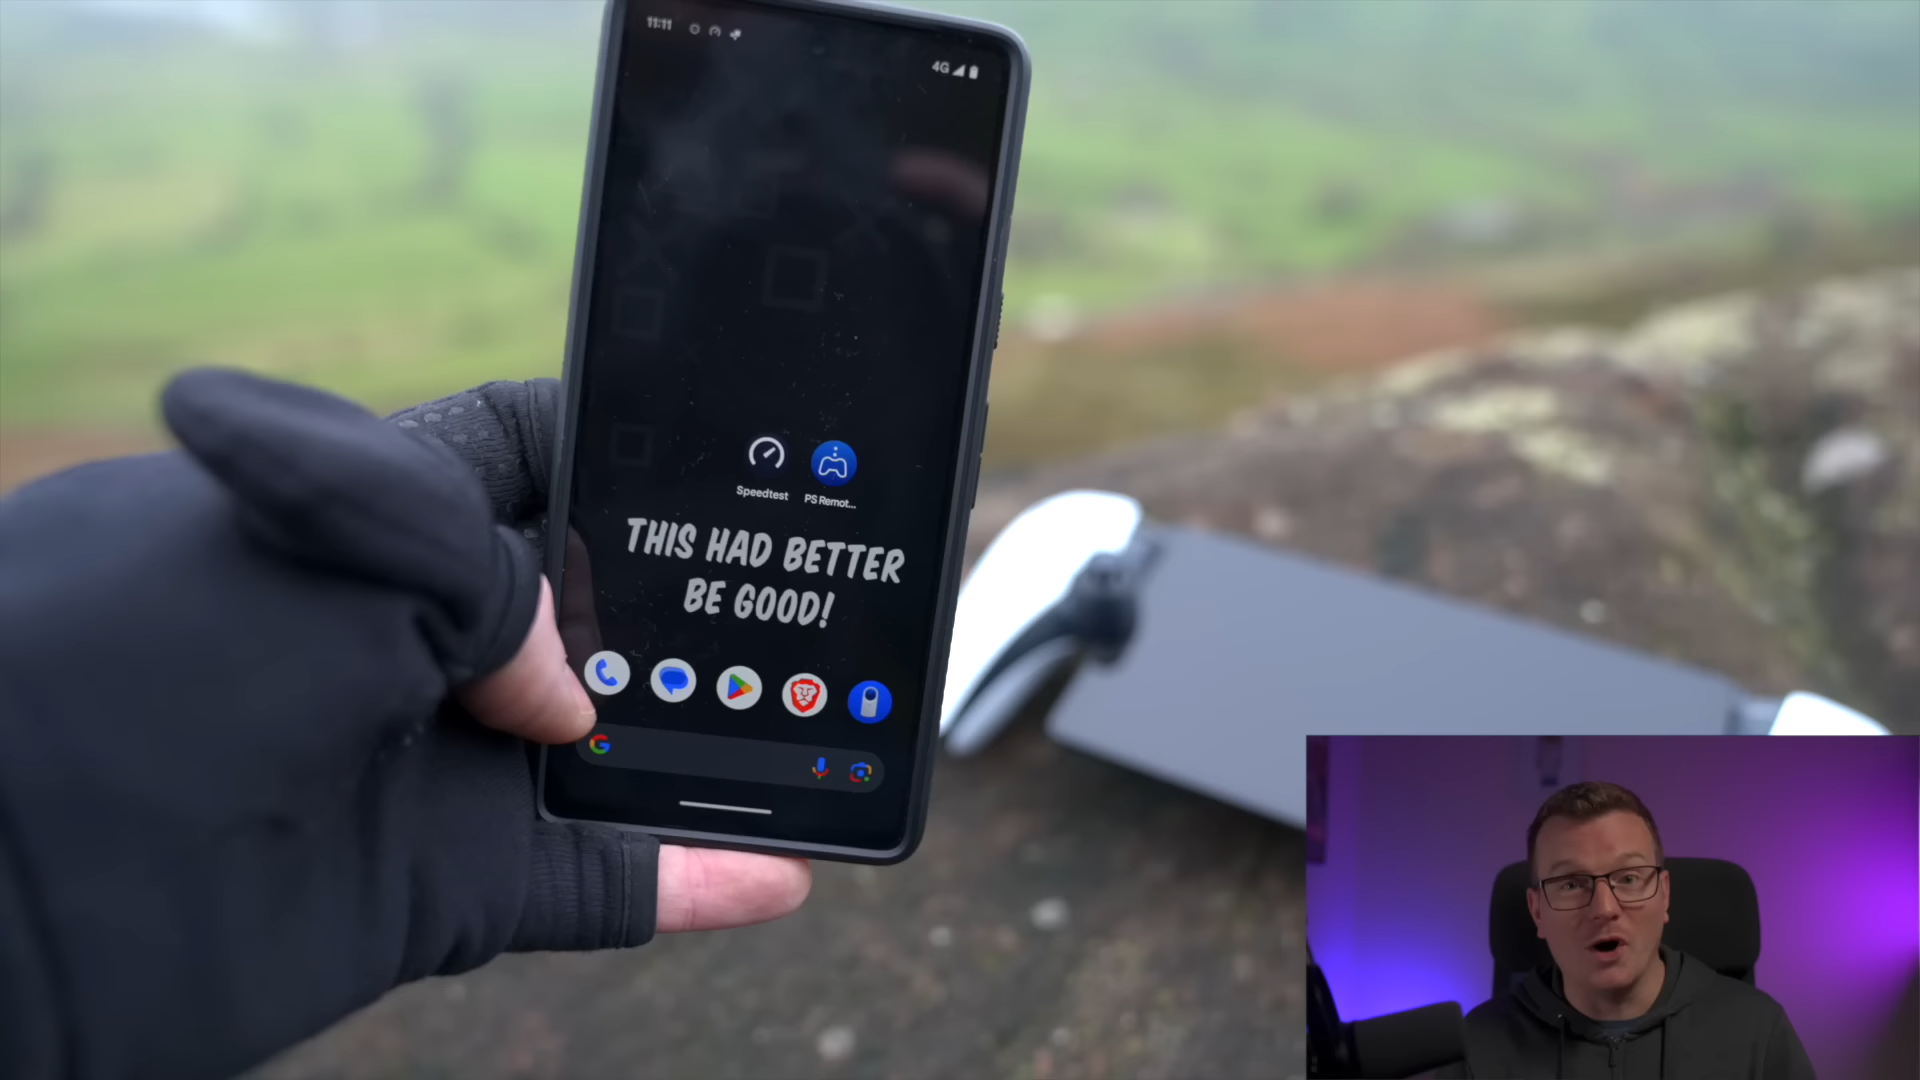 11:11
4G
Speedtest
PS Remot...
THIS HAD BETTER
BE GOOD!